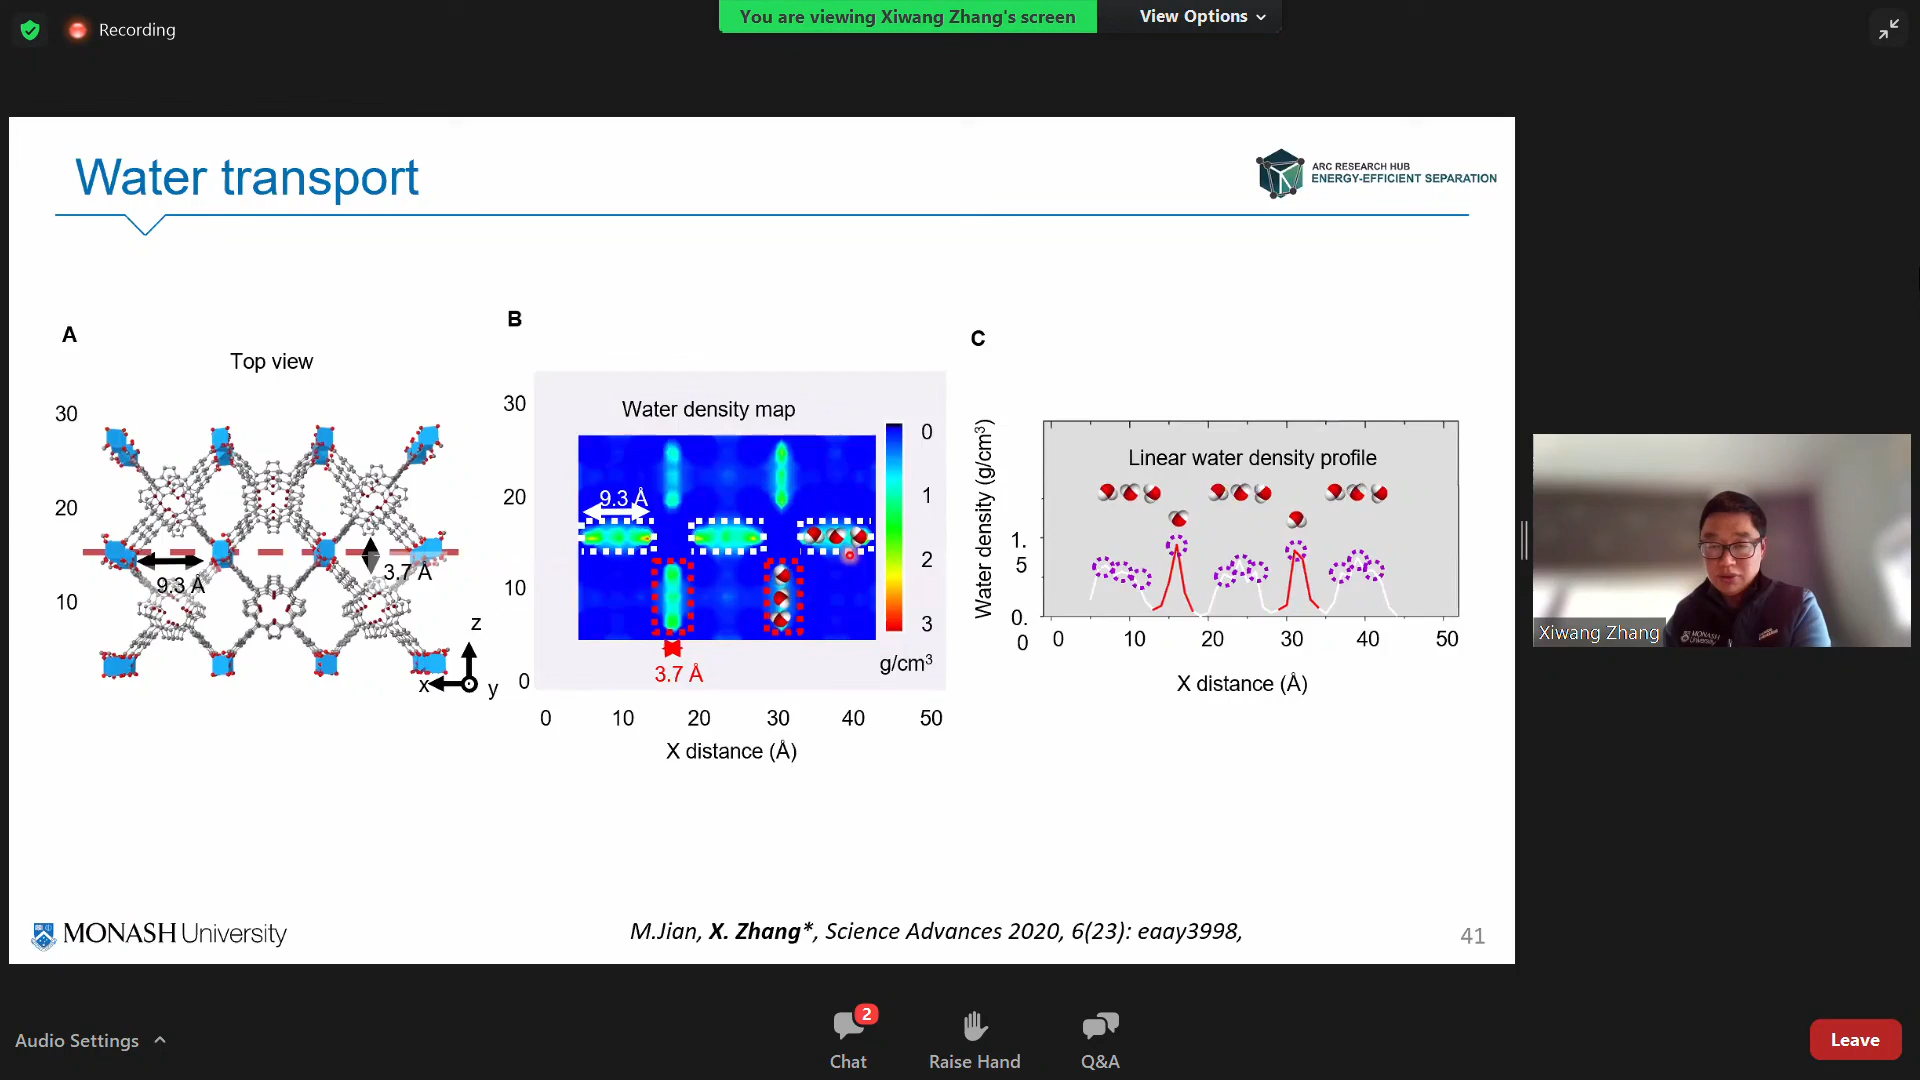 You are viewing Xiwang Zhang's screen
View Options
Recording
Water transport
ARC RESEARCH HUB
ENERGY-EFFICIENT SEPARATION
A
Top view
30
20
10
9.3 Å
3.7 Å
z
x
y
B
30
20
10
0
Water density map
9.3 Å
3.7 Å
0
1
2
3
g/cm³
0 10 20 30 40 50
X distance (Å)
C
Water density (g/cm³)
Linear water density profile
1.
5
0.
0
0 10 20 30 40 50
X distance (Å)
MONASH University
M.Jian, X. Zhang*, Science Advances 2020, 6(23): eaay3998,
41
MONASH
University
Xiwang Zhang
Audio Settings
2
Chat
Raise Hand
Q&A
Leave